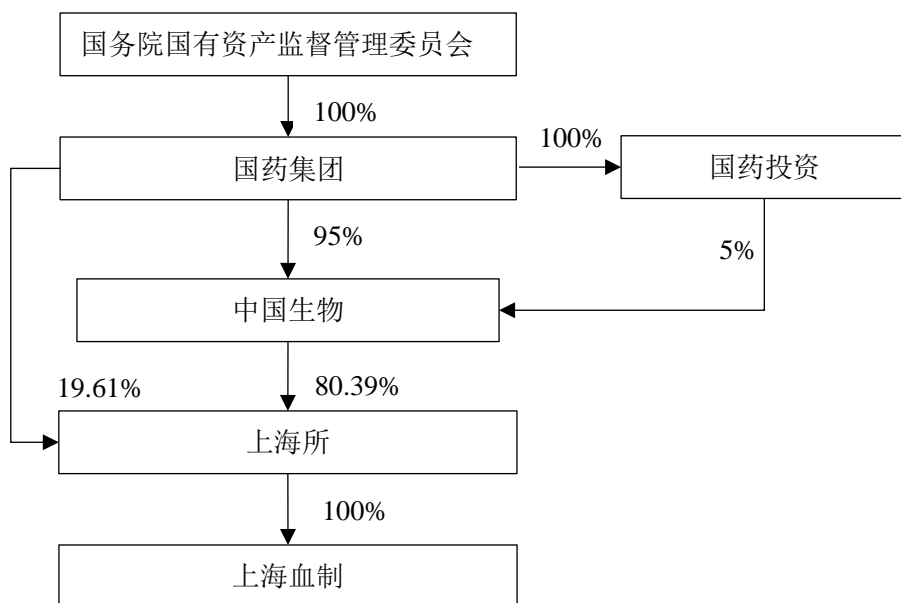 国务院国有资产监督管理委员会
100%
国药集团
100%
国药投资
95%
5%
中国生物
19.61%
80.39%
上海所
100%
上海血制